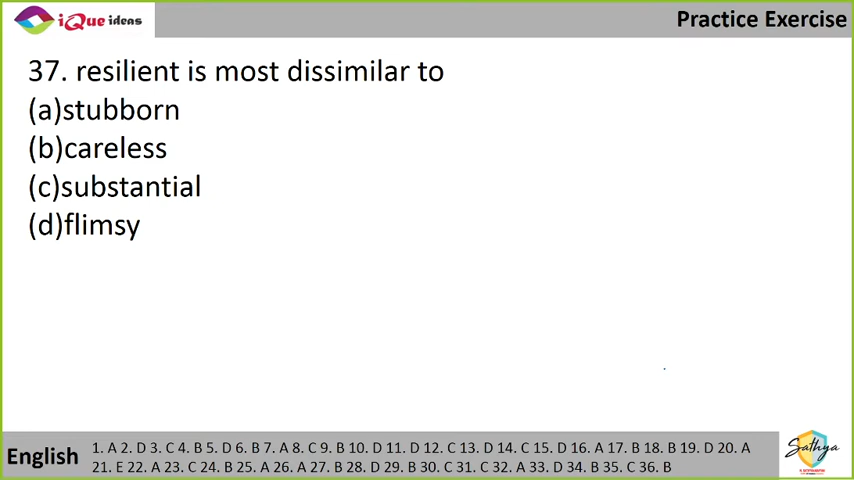 iQue ideas
Practice Exercise
37. resilient is most dissimilar to
(a)stubborn
(b)careless
(c)substantial
(d)flimsy
English
1. A 2. D 3. C 4. B 5. D 6. B 7. A 8. C 9. B 10. D 11. D 12. C 13. D 14. C 15. D 16. A 17. B 18. B 19. D 20. A
21. E 22. A 23. C 24. B 25. A 26. A 27. B 28. D 29. B 30. C 31. C 32. A 33. D 34. B 35. C 36. B
Sathya